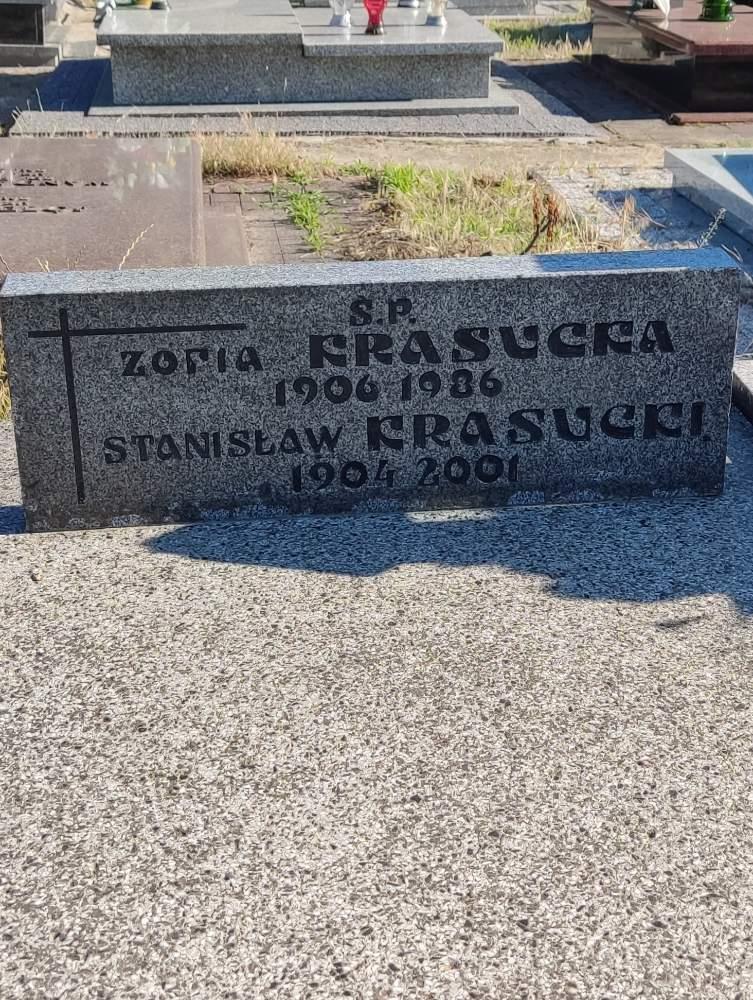 S.P.
ZOFIA KRASUCKA
1906 1986
STANISŁAW KRASUCKI.
1904 2001